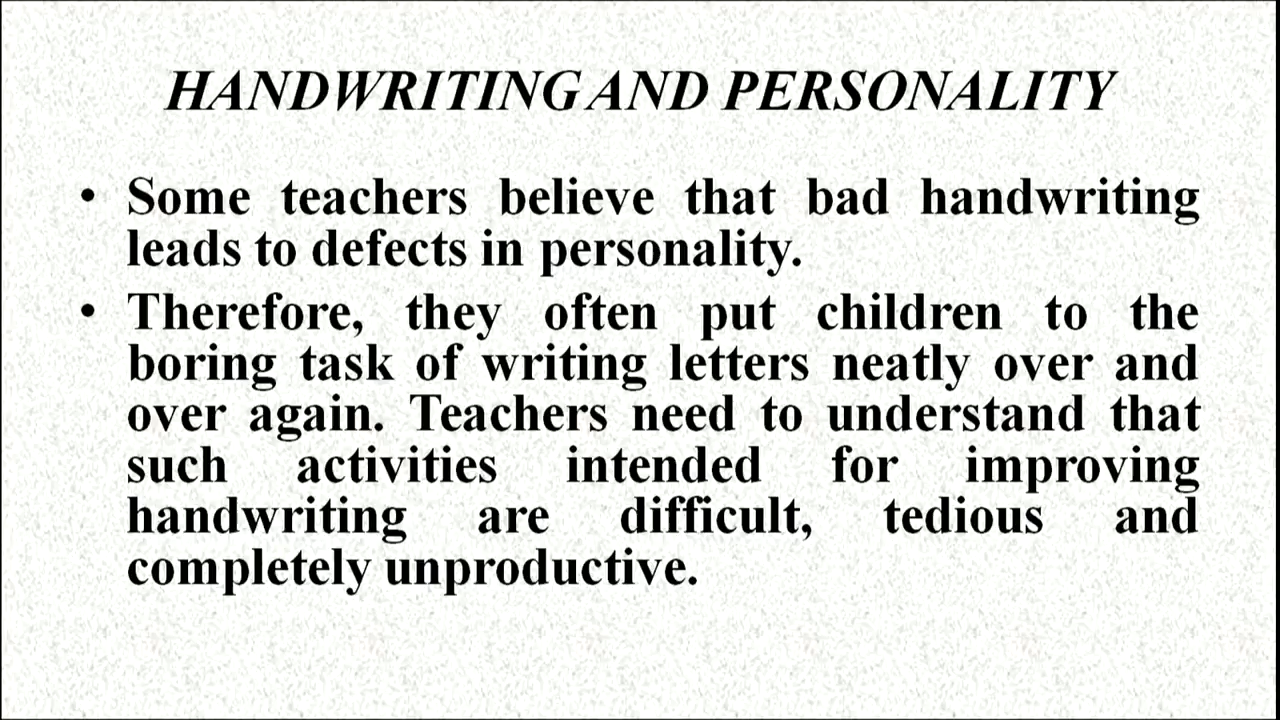 HANDWRITING AND PERSONALITY
• Some teachers believe that bad handwriting
leads to defects in personality.
• Therefore, they often put children to the
boring task of writing letters neatly over and
over again. Teachers need to understand that
such activities intended for improving
handwriting are difficult, tedious and
completely unproductive.